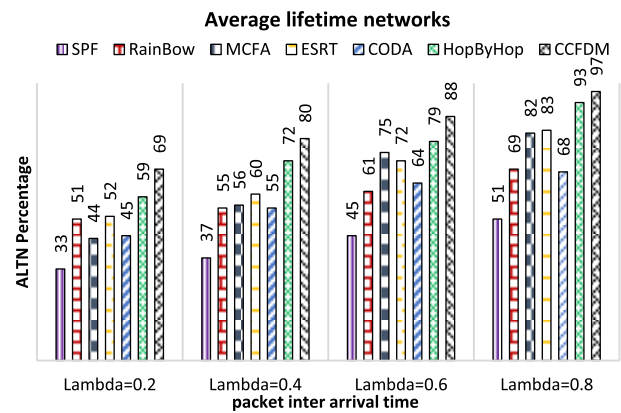 Average lifetime networks
SPF RainBow MCFA ESRT CODA HopByHop CCFDM
ALTN Percentage
33 51 44 52 45 59 69
37 55 56 60 55 72 80
45 61 75 72 64 79 88
51 69 82 83 68 93 97
Lambda=0.2 Lambda=0.4 Lambda=0.6 Lambda=0.8
packet inter arrival time